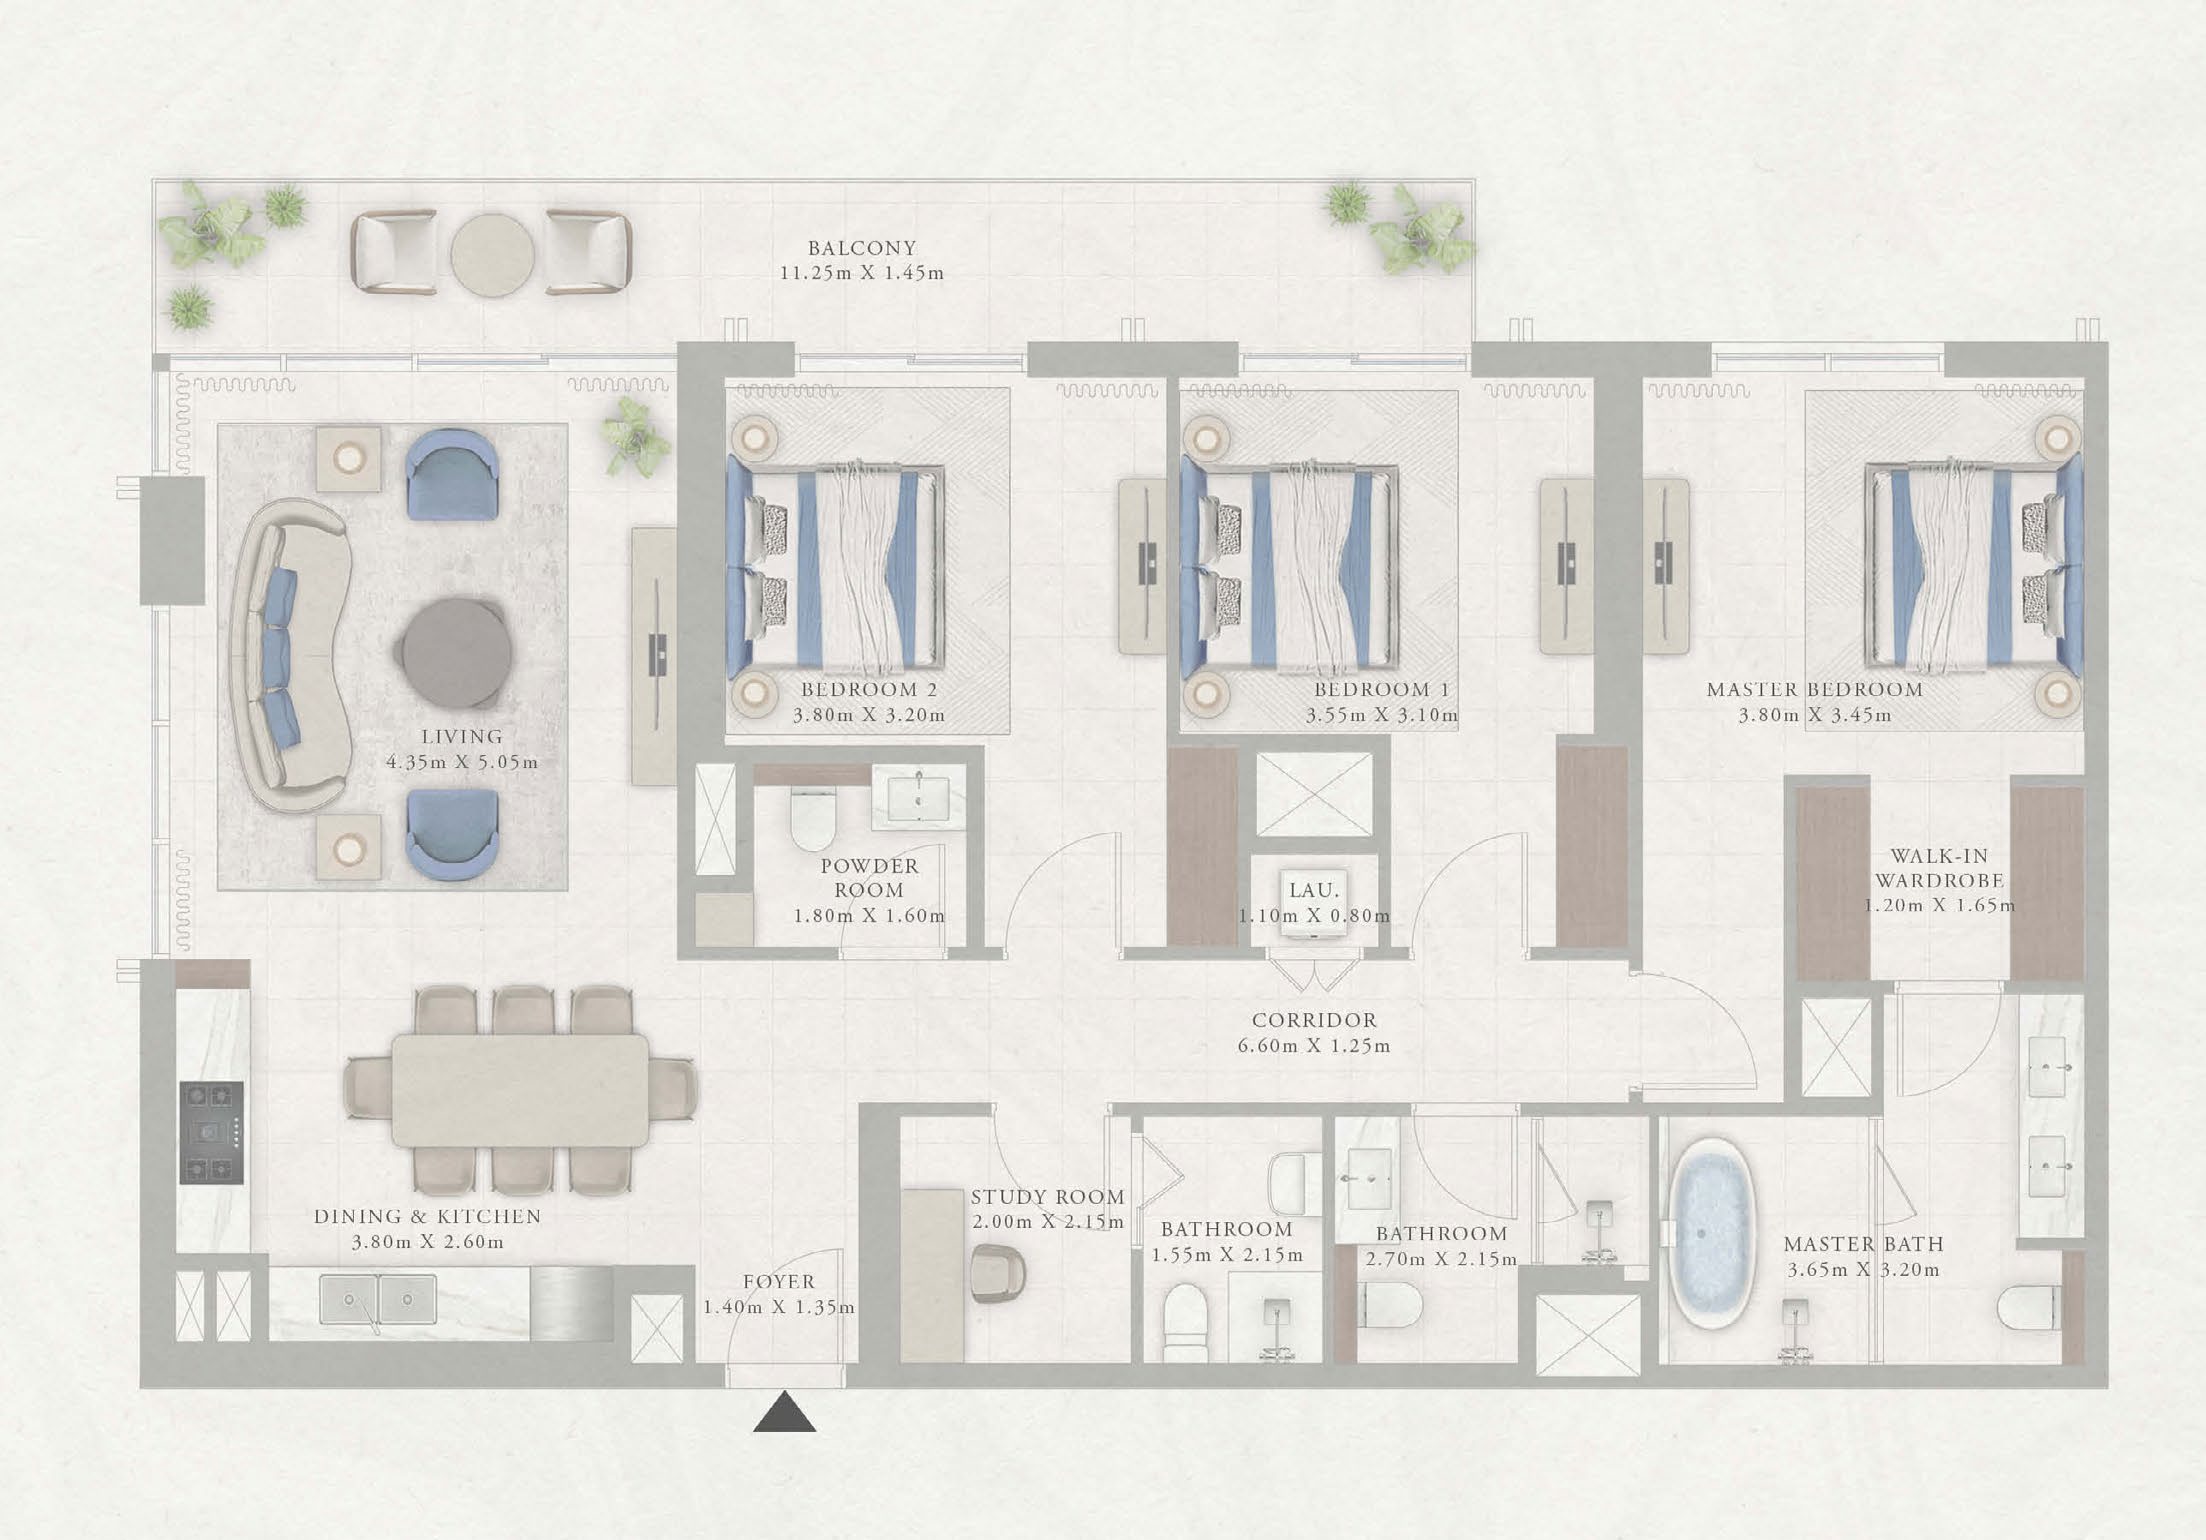 BALCONY
11.25m X 1.45m
BEDROOM 2
3.80m X 3.20m
BEDROOM 1
3.55m X 3.10m
MASTER BEDROOM
3.80m X 3.45m
LIVING
4.35m X 5.05m
POWDER
ROOM
1.80m X 1.60m
LAU.
1.10m X 0.80m
WALK-IN
WARDROBE
1.20m X 1.65m
CORRIDOR
6.60m X 1.25m
DINING & KITCHEN
3.80m X 2.60m
FOYER
1.40m X 1.35m
STUDY ROOM
2.00m X 2.15m
BATHROOM
1.55m X 2.15m
BATHROOM
2.70m X 2.15m
MASTER BATH
3.65m X 3.20m